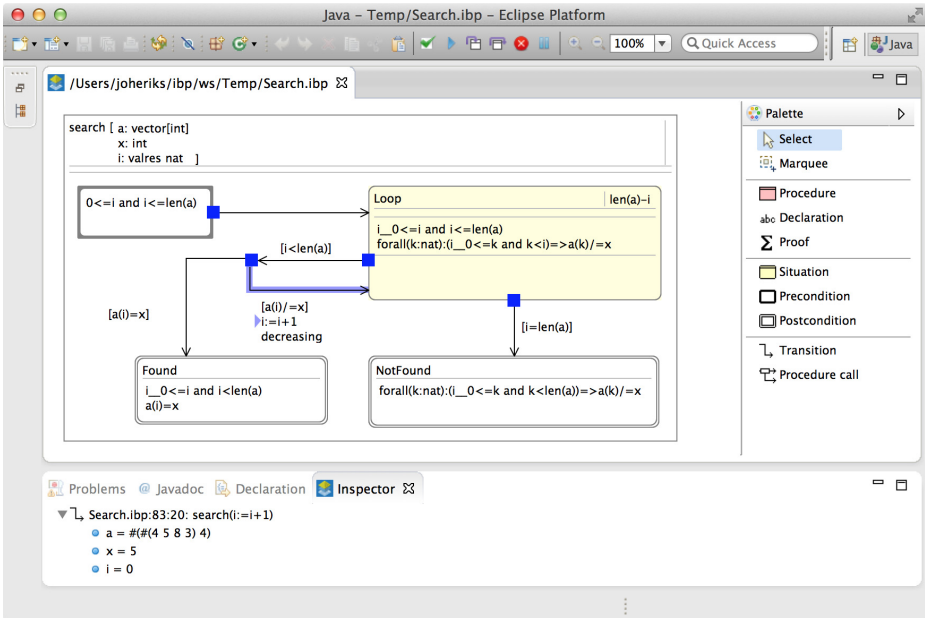 Java – Temp/Search.ibp – Eclipse Platform
100%
Quick Access
Java
/Users/joheriks/ibp/ws/Temp/Search.ibp
search [ a: vector[int]
x: int
i: valres nat ]
0<=i and i<=len(a)
Loop
len(a)–i
i__0<=i and i<=len(a)
forall(k:nat):(i__0<=k and k<i)=>a(k)/=x
[i<len(a)]
[a(i)=x]
[a(i)/=x]
i:=i+1
decreasing
[i=len(a)]
Found
i__0<=i and i<len(a)
a(i)=x
NotFound
forall(k:nat):(i__0<=k and k<len(a))=>a(k)/=x
Palette
Select
Marquee
Procedure
abc Declaration
Proof
Situation
Precondition
Postcondition
Transition
Procedure call
Problems
@ Javadoc
Declaration
Inspector
Search.ibp:83:20: search(i:=i+1)
a = #(#(4 5 8 3) 4)
x = 5
i = 0